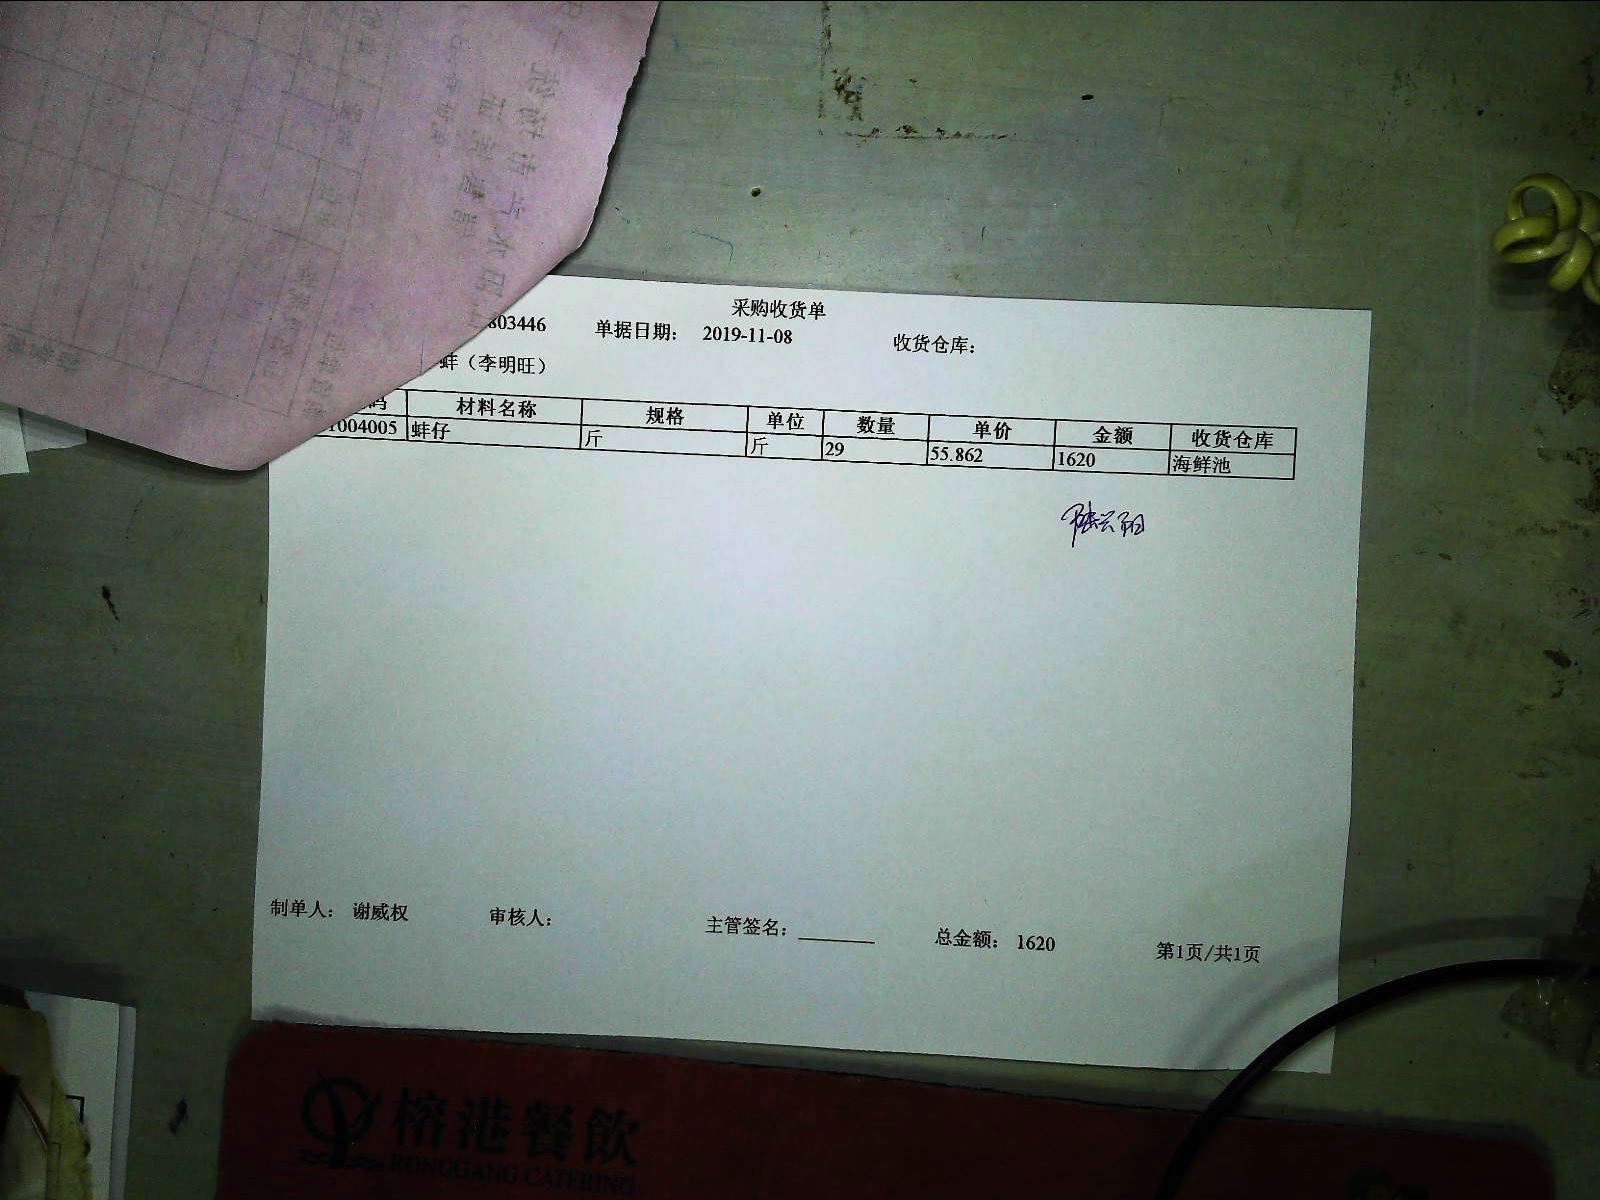 采购收货单
803446 单据日期： 2019-11-08 收货仓库：
蚌（李明旺）
码 材料名称 规格 单位 数量 单价 金额 收货仓库
1004005 蚌仔 斤 斤 29 55.862 1620 海鲜池
制单人： 谢威权 审核人： 主管签名： 总金额： 1620 第1页/共1页
榕港餐飲
RONGGANG CATERING